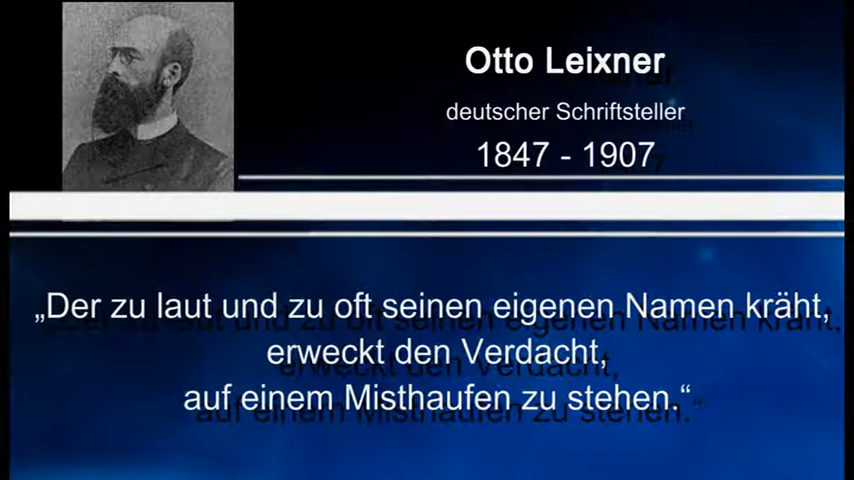 Otto Leixner
deutscher Schriftsteller
1847 - 1907
„Der zu laut und zu oft seinen eigenen Namen kräht,
erweckt den Verdacht,
auf einem Misthaufen zu stehen.“